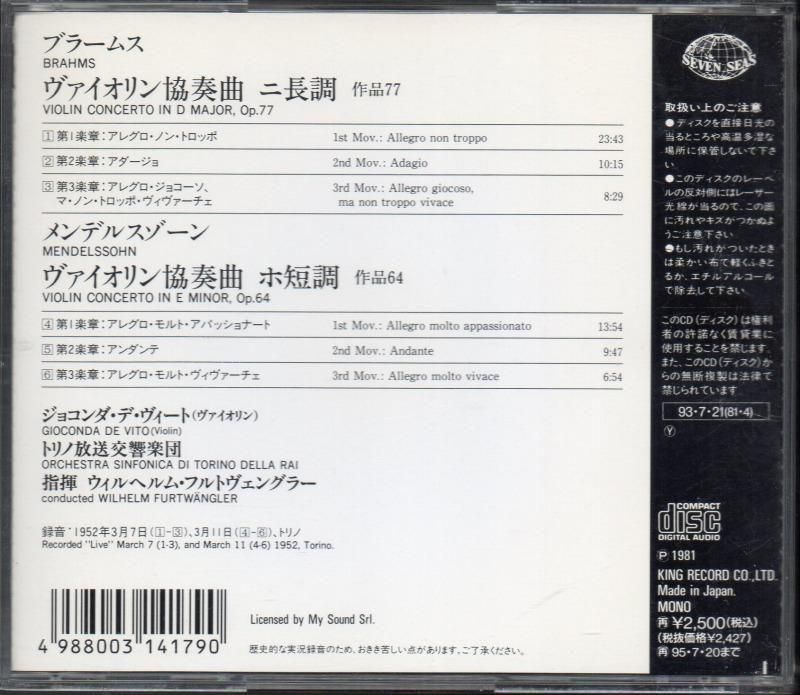 ブラームス
BRAHMS
ヴァイオリン協奏曲 ニ長調 作品77
VIOLIN CONCERTO IN D MAJOR, Op.77
1 第1楽章:アレグロ・ノン・トロッポ 1st Mov.: Allegro non troppo 23:43
2 第2楽章:アダージョ 2nd Mov.: Adagio 10:15
3 第3楽章:アレグロ・ジョコーソ、 3rd Mov.: Allegro giocoso,
マ・ノン・トロッポ・ヴィヴァーチェ ma non troppo vivace 8:29
メンデルスゾーン
MENDELSSOHN
ヴァイオリン協奏曲 ホ短調 作品64
VIOLIN CONCERTO IN E MINOR, Op.64
4 第1楽章:アレグロ・モルト・アパッショナート 1st Mov.: Allegro molto appassionato 13:54
5 第2楽章:アンダンテ 2nd Mov.: Andante 9:47
6 第3楽章:アレグロ・モルト・ヴィヴァーチェ 3rd Mov.: Allegro molto vivace 6:54
ジョコンダ・デ・ヴィート(ヴァイオリン)
GIOCONDA DE VITO(Violin)
トリノ放送交響楽団
ORCHESTRA SINFONICA DI TORINO DELLA RAI
指揮 ウィルヘルム・フルトヴェングラー
conducted WILHELM FURTWÄNGLER
録音:1952年3月7日(1-3)、3月11日(4-6)、トリノ
Recorded "Live" March 7 (1-3), and March 11 (4-6) 1952, Torino.
4 988003 141790
Licensed by My Sound Srl.
歴史的な実況録音のため、おきき苦しい点があります。ご了承ください。
SEVEN SEAS
取扱い上のご注意
●ディスクを直接日光の
当るところや高温多湿な
場所に保管しないで下さ
い
●このディスクのレーベ
ルの反対側にはレーザー
光線が当るので、この面
に汚れやキズがつかぬよ
うご注意下さい
●もし汚れがついたとき
は柔かい布で軽くふきと
るか、エチルアルコール
で除去して下さい。
このCD(ディスク)は権利
者の許諾なく賃貸業に
使用することを禁じます。
また、このCD(ディスク)か
らの無断複製は法律で
禁じられています。
93・7・21(81・4)
Ⓨ
COMPACT
disc
DIGITAL AUDIO
Ⓟ 1981
KING RECORD CO., LTD.
Made in Japan.
MONO
再 ¥2,500(税込)
(税抜価格¥2,427)
再 95・7・20まで